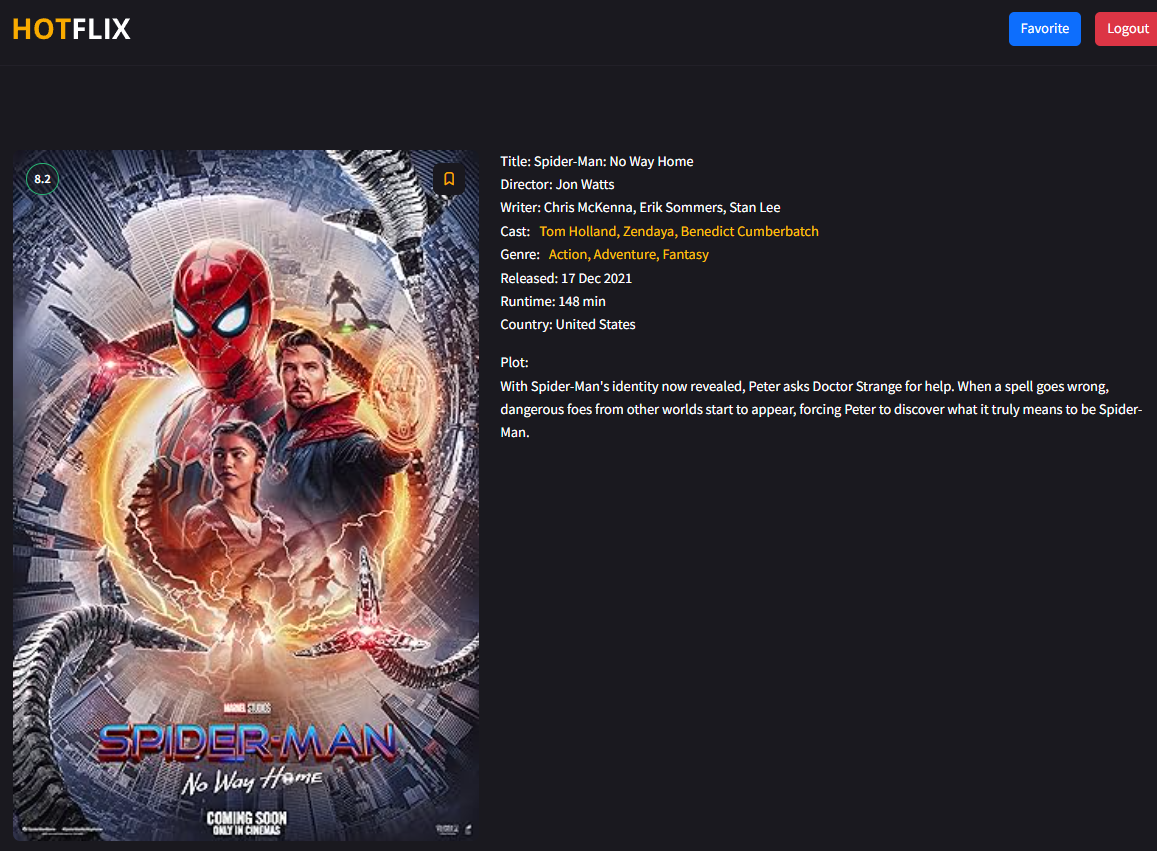 HOTFLIX
Favorite
Logout
8.2
Title: Spider-Man: No Way Home
Director: Jon Watts
Writer: Chris McKenna, Erik Sommers, Stan Lee
Cast: Tom Holland, Zendaya, Benedict Cumberbatch
Genre: Action, Adventure, Fantasy
Released: 17 Dec 2021
Runtime: 148 min
Country: United States
Plot:
With Spider-Man's identity now revealed, Peter asks Doctor Strange for help. When a spell goes wrong,
dangerous foes from other worlds start to appear, forcing Peter to discover what it truly means to be Spider-
Man.
MARVEL STUDIOS
SPIDER-MAN
No Way Home
COMING SOON
ONLY IN CINEMAS